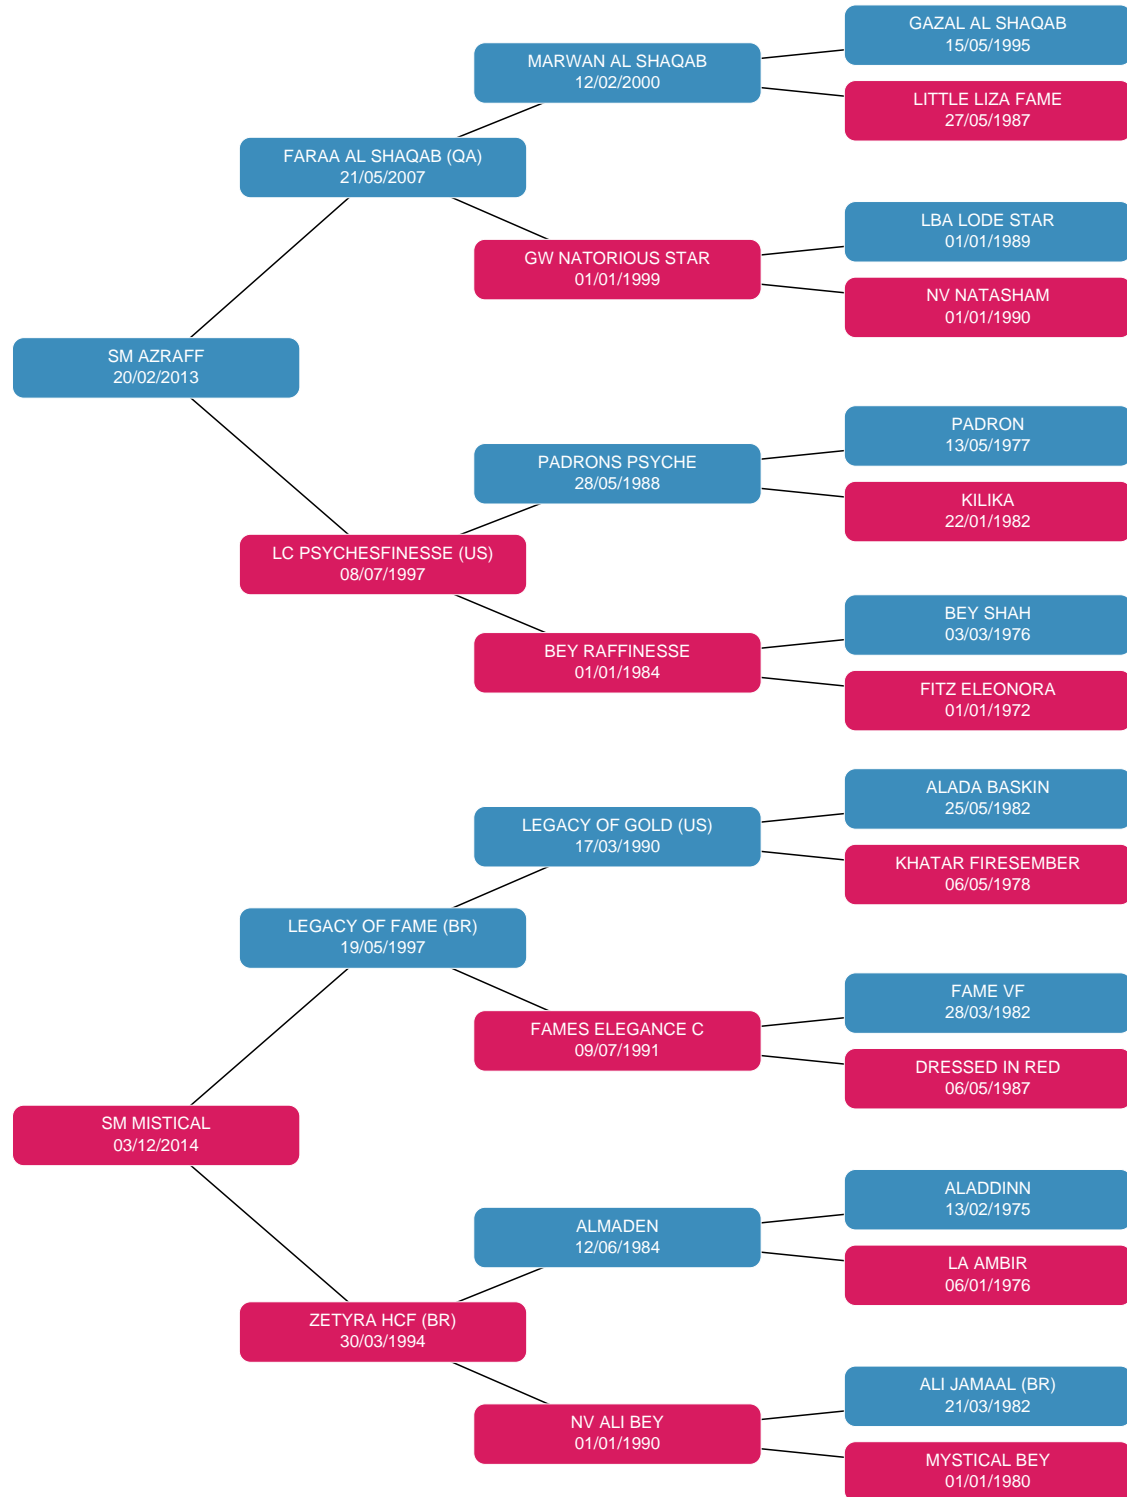 GAZAL AL SHAQAB
15/05/1995
MARWAN AL SHAQAB
12/02/2000
LITTLE LIZA FAME
27/05/1987
FARAA AL SHAQAB (QA)
21/05/2007
LBA LODE STAR
01/01/1989
GW NATORIOUS STAR
01/01/1999
NV NATASHAM
01/01/1990
SM AZRAFF
20/02/2013
PADRON
13/05/1977
PADRONS PSYCHE
28/05/1988
KILIKA
22/01/1982
LC PSYCHESFINESSE (US)
08/07/1997
BEY SHAH
03/03/1976
BEY RAFFINESSE
01/01/1984
FITZ ELEONORA
01/01/1972
ALADA BASKIN
25/05/1982
LEGACY OF GOLD (US)
17/03/1990
KHATAR FIRESEMBER
06/05/1978
LEGACY OF FAME (BR)
19/05/1997
FAME VF
28/03/1982
FAMES ELEGANCE C
09/07/1991
DRESSED IN RED
06/05/1987
SM MISTICAL
03/12/2014
ALADDINN
13/02/1975
ALMADEN
12/06/1984
LA AMBIR
06/01/1976
ZETYRA HCF (BR)
30/03/1994
ALI JAMAAL (BR)
21/03/1982
NV ALI BEY
01/01/1990
MYSTICAL BEY
01/01/1980